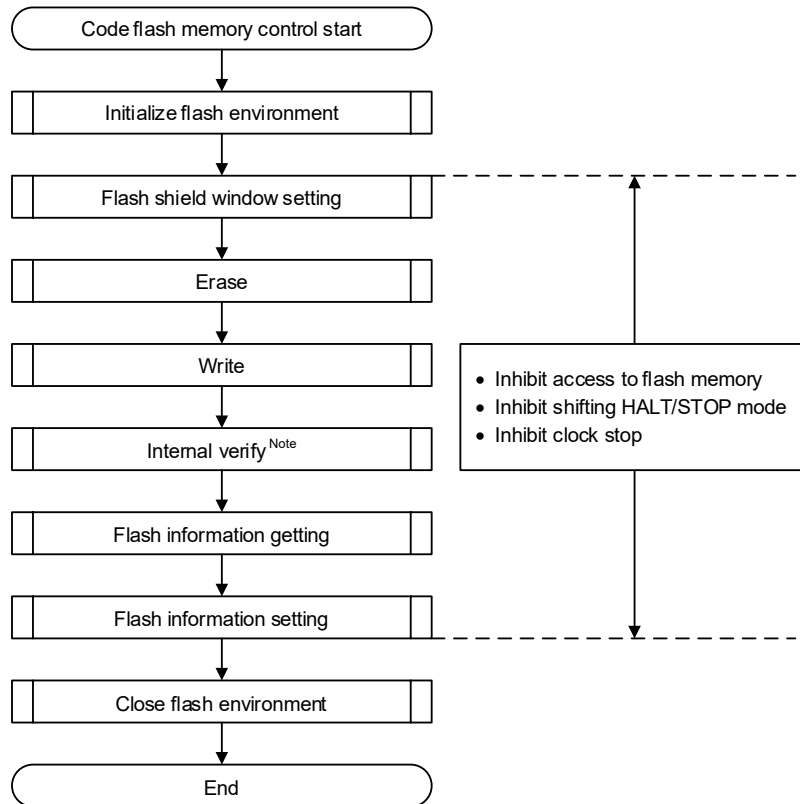 Code flash memory control start
Initialize flash environment
Flash shield window setting
Erase
Write
Internal verify Note
Flash information getting
Flash information setting
Close flash environment
End
• Inhibit access to flash memory
• Inhibit shifting HALT/STOP mode
• Inhibit clock stop